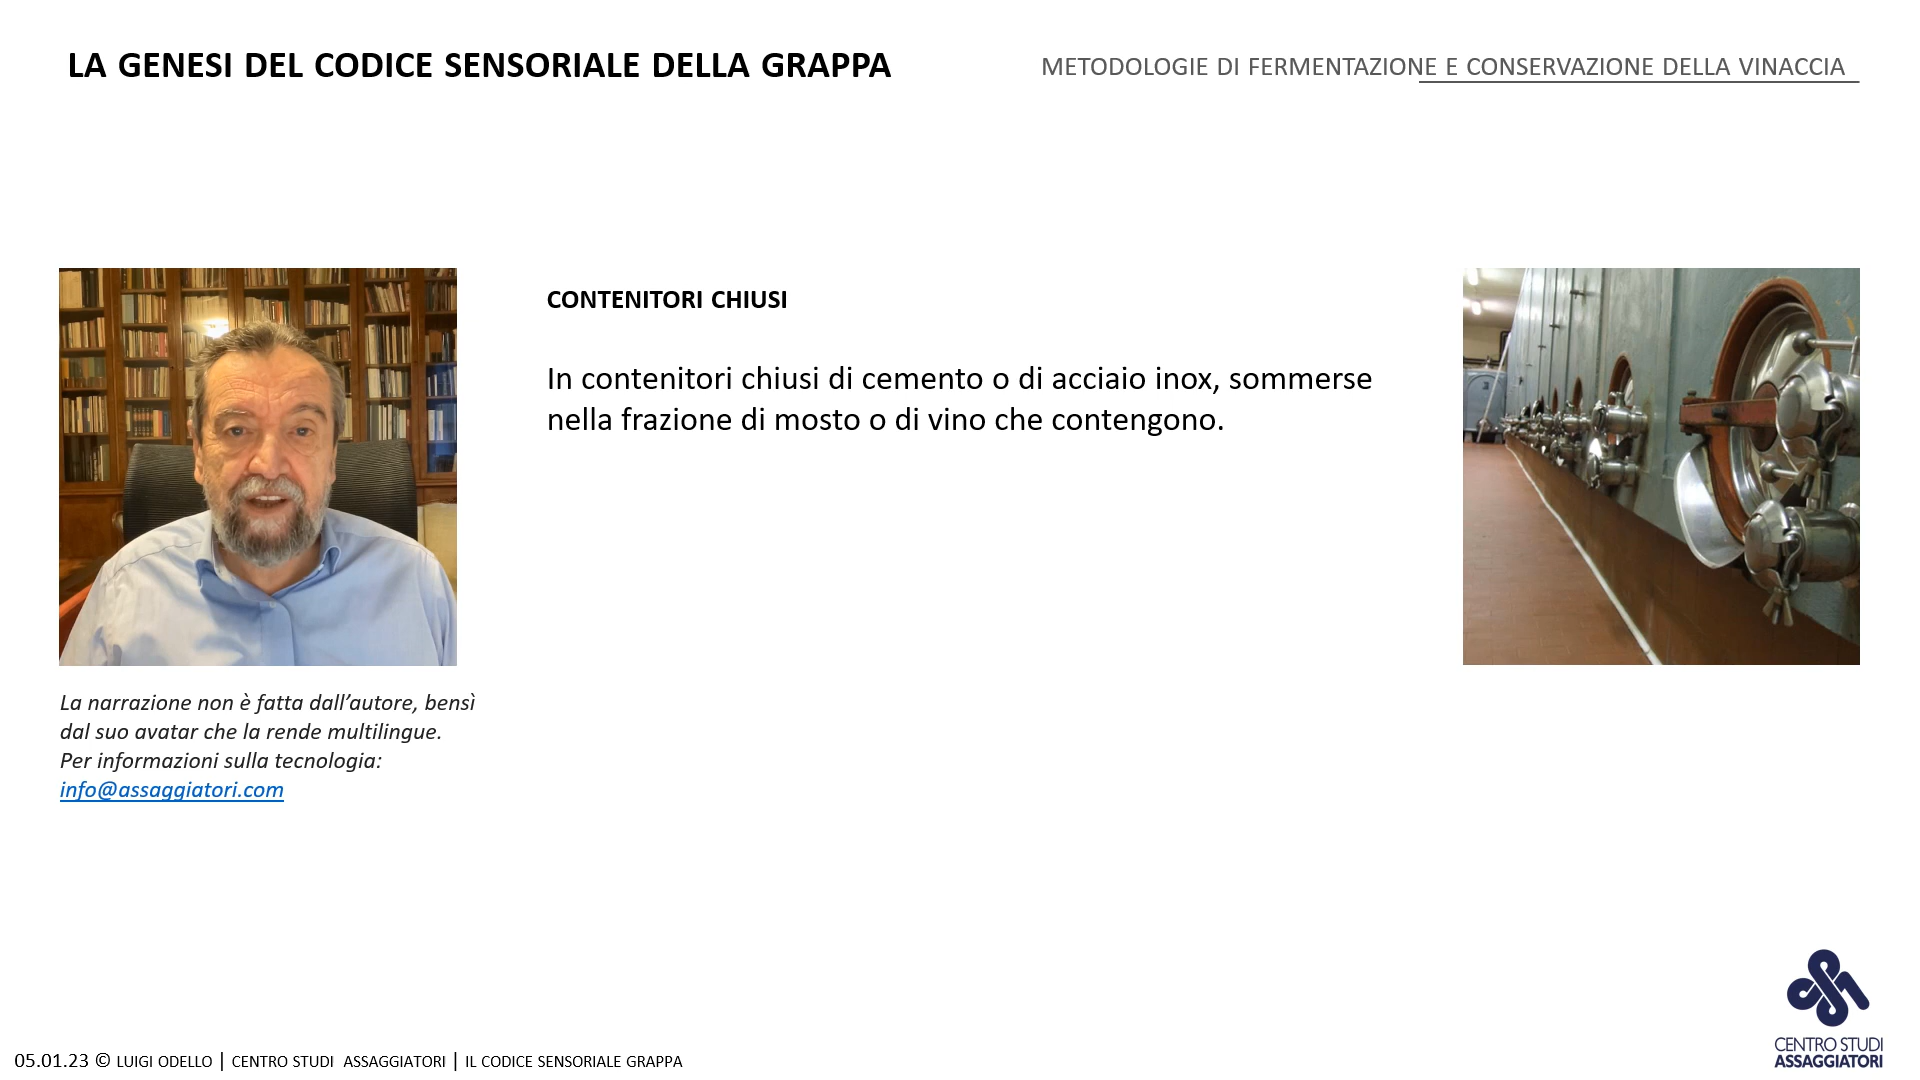 LA GENESI DEL CODICE SENSORIALE DELLA GRAPPA
METODOLOGIE DI FERMENTAZIONE E CONSERVAZIONE DELLA VINACCIA
CONTENITORI CHIUSI
In contenitori chiusi di cemento o di acciaio inox, sommerse
nella frazione di mosto o di vino che contengono.
La narrazione non è fatta dall’autore, bensì
dal suo avatar che la rende multilingue.
Per informazioni sulla tecnologia:
info@assaggiatori.com
CENTRO STUDI
ASSAGGIATORI
05.01.23 © LUIGI ODELLO | CENTRO STUDI ASSAGGIATORI | IL CODICE SENSORIALE GRAPPA